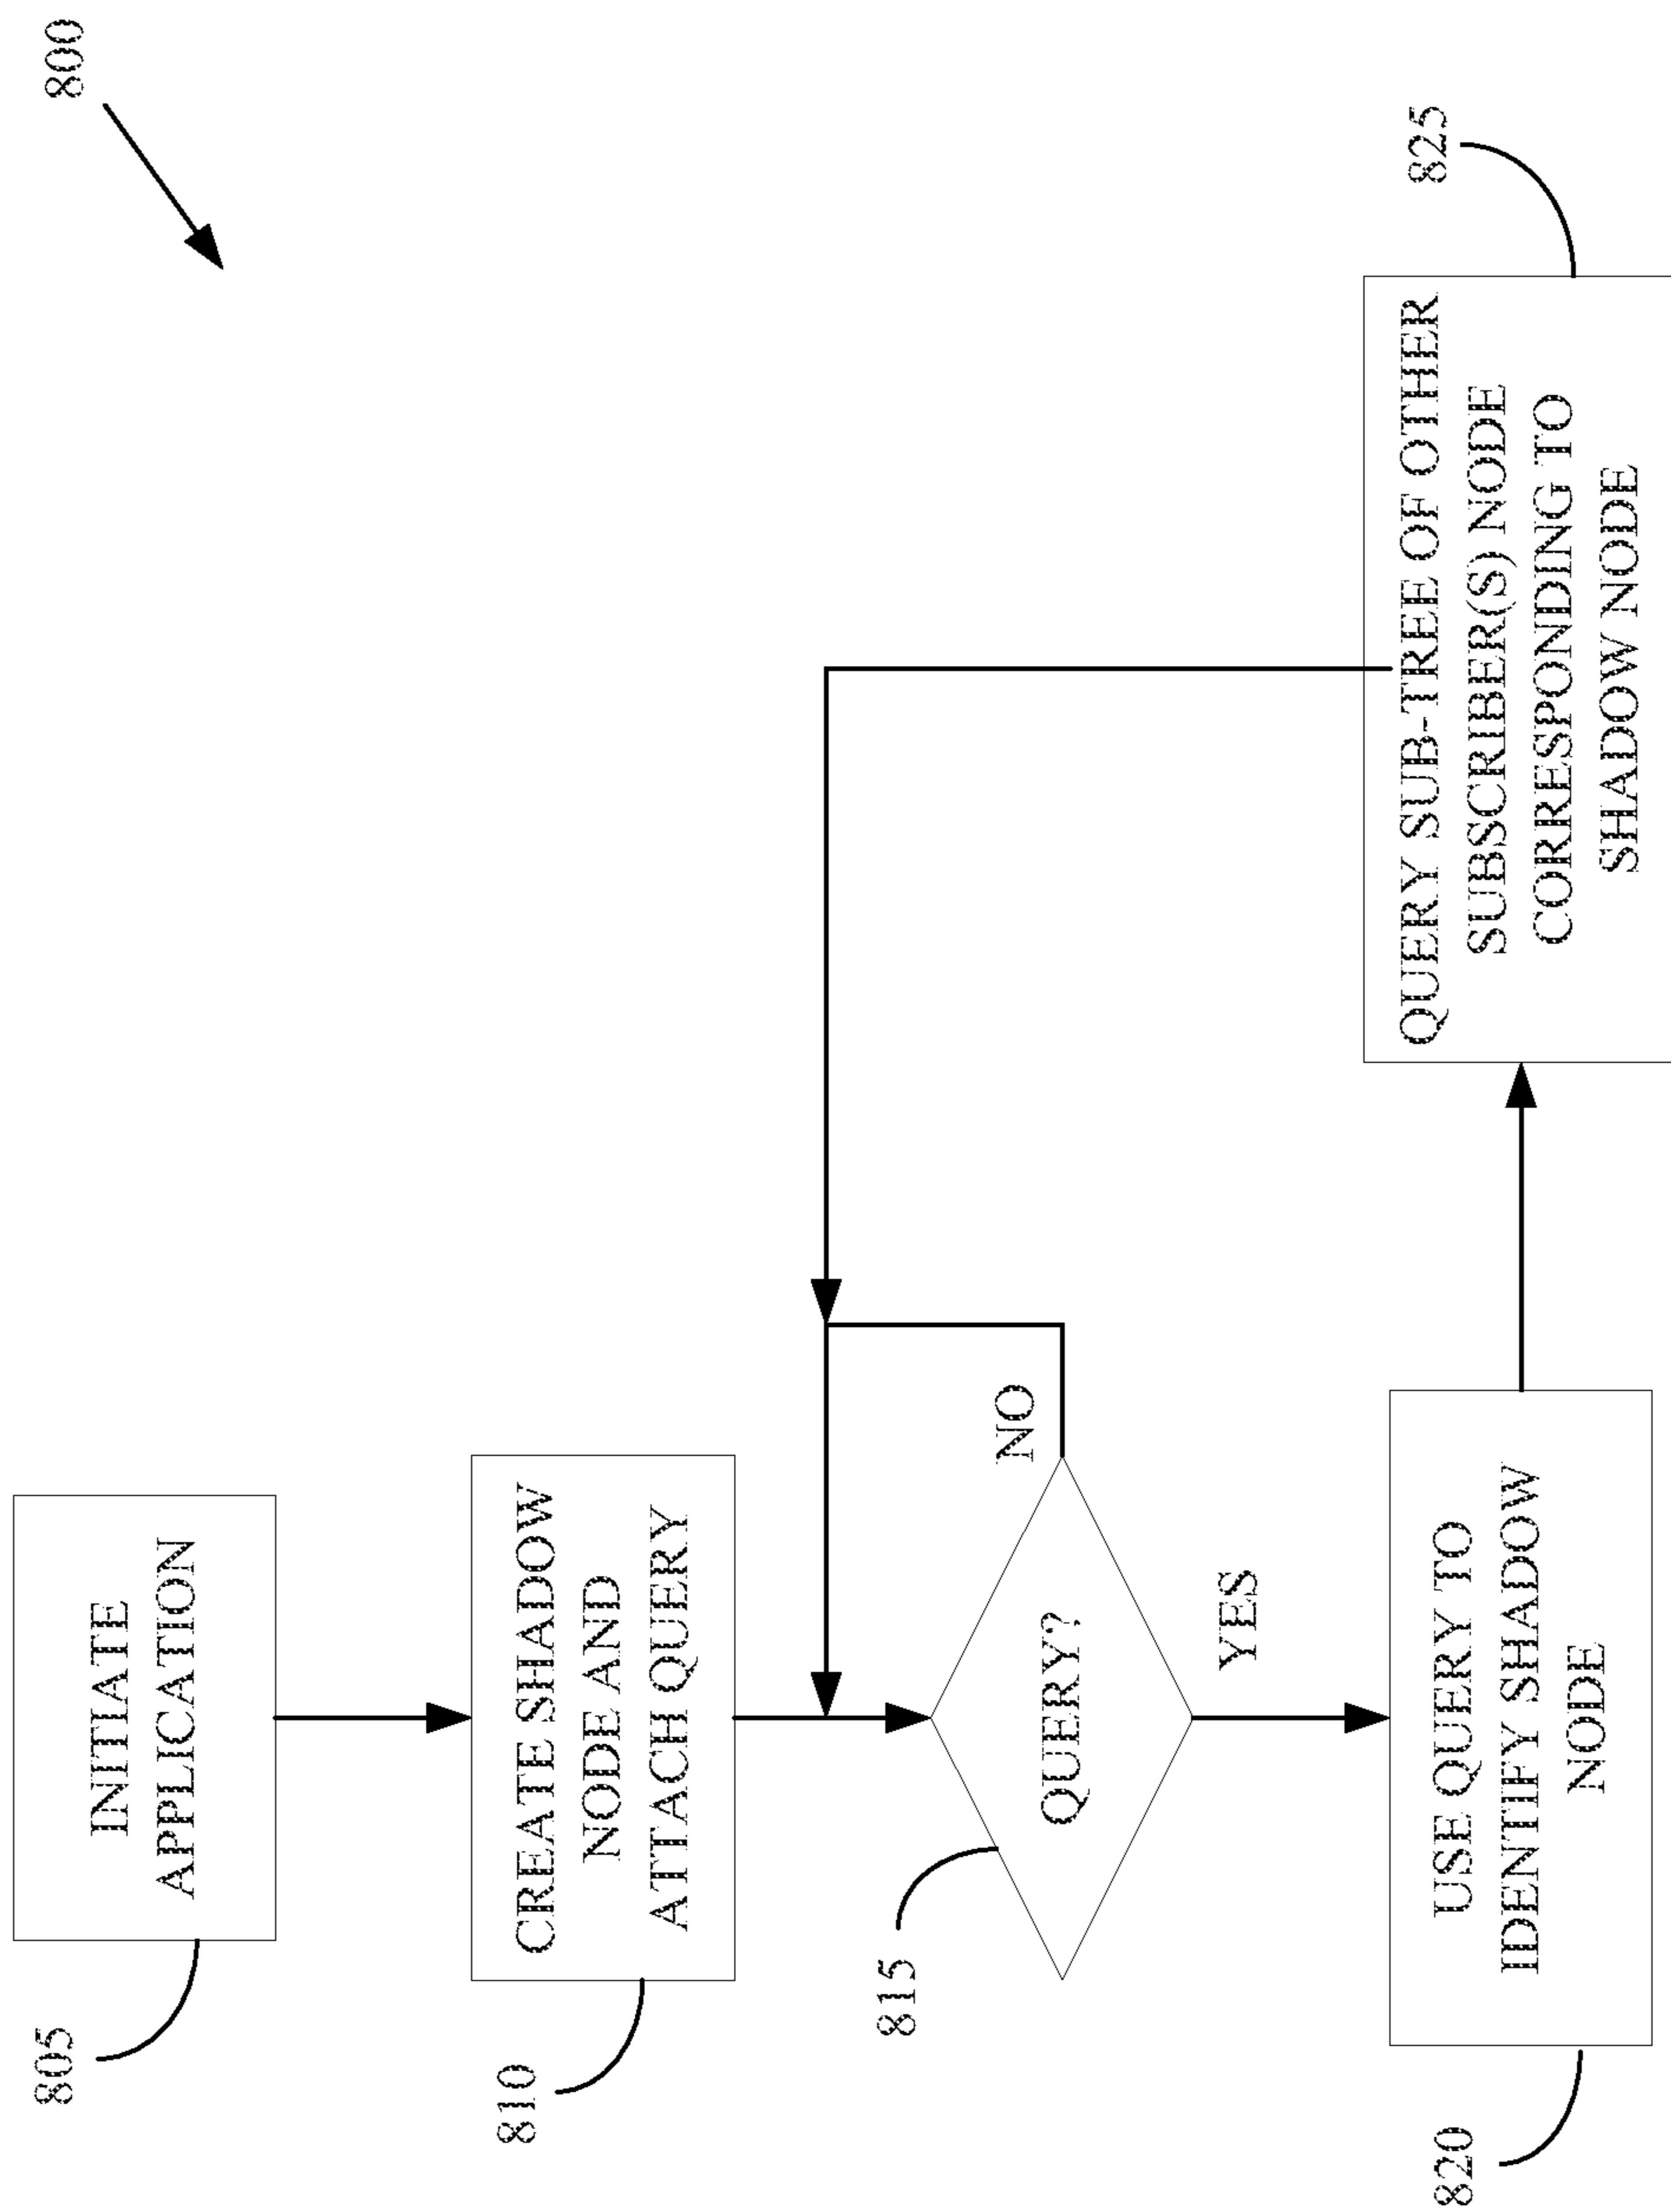 800
805
INITIATE
APPLICATION
810
CREATE SHADOW
NODE AND
ATTACH QUERY
815
QUERY?
NO
YES
820
USE QUERY TO
IDENTIFY SHADOW
NODE
825
QUERY SUB-TREE OF OTHER
SUBSCRIBER(S) NODE
CORRESPONDING TO
SHADOW NODE